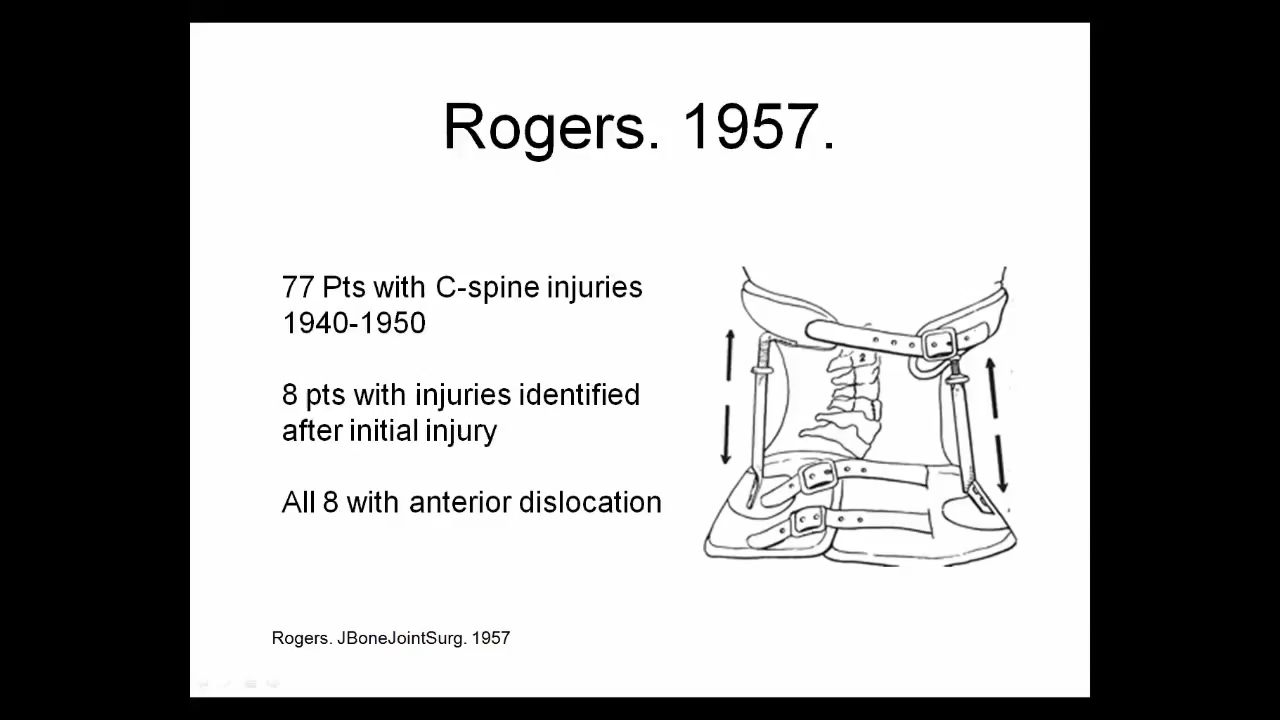 Rogers. 1957.
77 Pts with C-spine injuries
1940-1950
8 pts with injuries identified
after initial injury
All 8 with anterior dislocation
2
Rogers. JBoneJointSurg. 1957